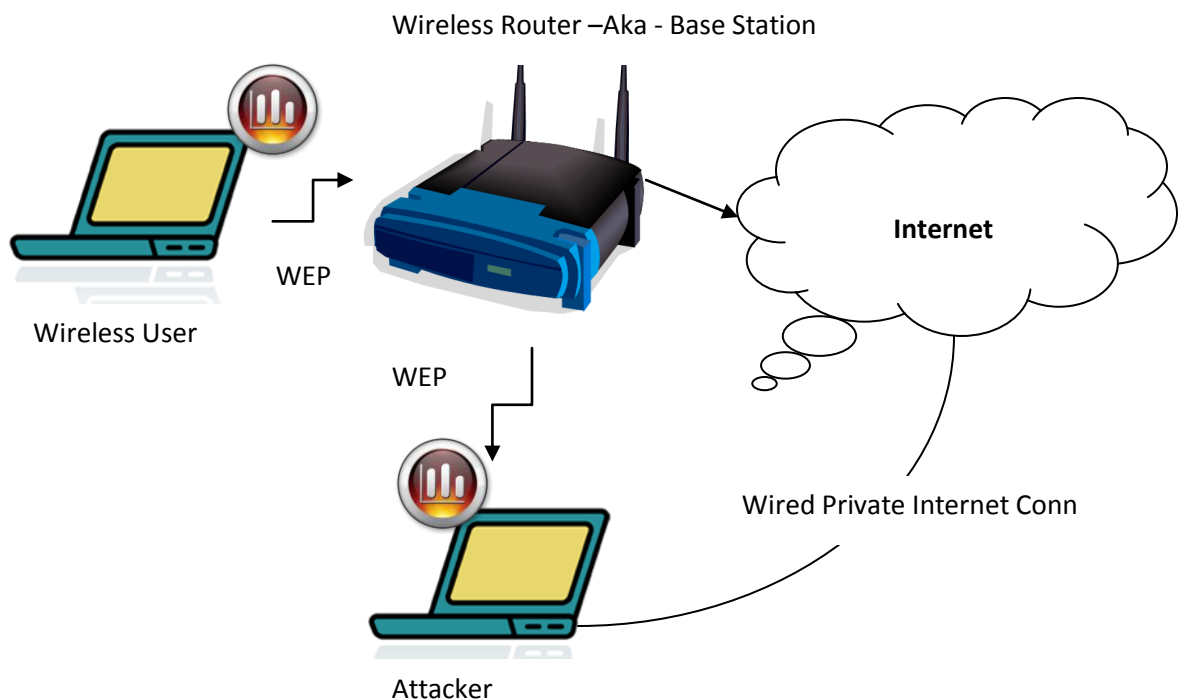 Wireless Router –Aka - Base Station
Internet
WEP
Wireless User
WEP
Wired Private Internet Conn
Attacker